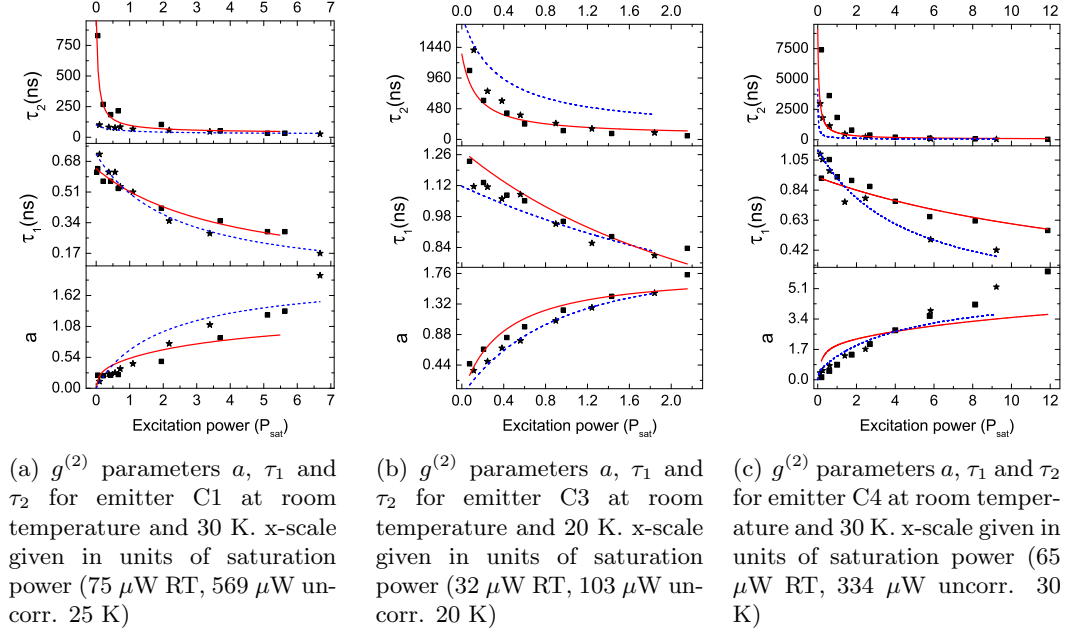 0 1 2 3 4 5 6 7
750
500
250
0
τ₂(ns)
0.68
0.51
0.34
0.17
τ₁(ns)
1.62
1.08
0.54
0.00
a
0 1 2 3 4 5 6 7
Excitation power (P_sat)
0.0 0.4 0.8 1.2 1.6 2.0
1440
960
480
0
τ₂(ns)
1.26
1.12
0.98
0.84
τ₁(ns)
1.76
1.32
0.88
0.44
a
0.0 0.4 0.8 1.2 1.6 2.0
Excitation power (P_sat)
0 2 4 6 8 10 12
7500
5000
2500
0
τ₂(ns)
1.05
0.84
0.63
0.42
τ₁(ns)
5.1
3.4
1.7
0.0
a
0 2 4 6 8 10 12
Excitation power (P_sat)
(a) g⁽²⁾ parameters a, τ₁ and
τ₂ for emitter C1 at room
temperature and 30 K. x-scale
given in units of saturation
power (75 μW RT, 569 μW un-
corr. 25 K)
(b) g⁽²⁾ parameters a, τ₁ and
τ₂ for emitter C3 at room
temperature and 20 K. x-scale
given in units of saturation
power (32 μW RT, 103 μW un-
corr. 20 K)
(c) g⁽²⁾ parameters a, τ₁ and τ₂
for emitter C4 at room temper-
ature and 30 K. x-scale given in
units of saturation power (65
μW RT, 334 μW uncorr. 30
K)